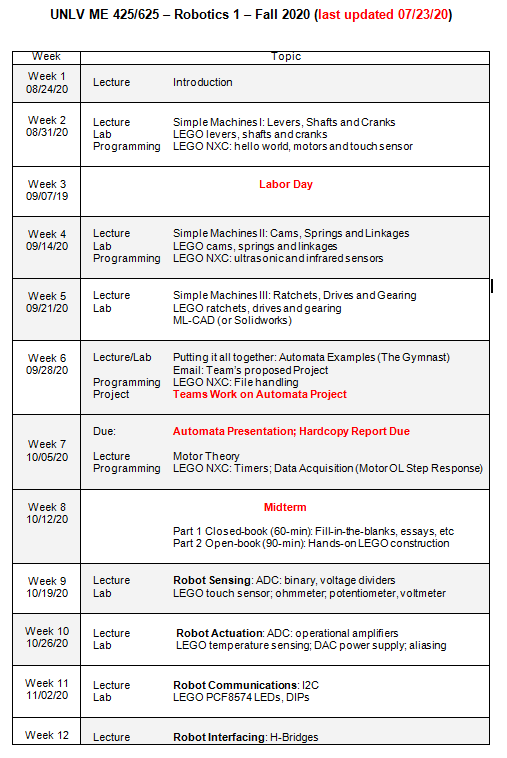 UNLV ME 425/625 – Robotics 1 – Fall 2020 (last updated 07/23/20)
Week Topic
Week 1
08/24/20
Lecture Introduction
Week 2
08/31/20
Lecture Simple Machines I: Levers, Shafts and Cranks
Lab LEGO levers, shafts and cranks
Programming LEGO NXC: hello world, motors and touch sensor
Week 3
09/07/19
Labor Day
Week 4
09/14/20
Lecture Simple Machines II: Cams, Springs and Linkages
Lab LEGO cams, springs and linkages
Programming LEGO NXC: ultrasonic and infrared sensors
Week 5
09/21/20
Lecture Simple Machines III: Ratchets, Drives and Gearing
Lab LEGO ratchets, drives and gearing
ML-CAD (or Solidworks)
Week 6
09/28/20
Lecture/Lab Putting it all together: Automata Examples (The Gymnast)
Email: Team's proposed Project
Programming LEGO NXC: File handling
Project Teams Work on Automata Project
Week 7
10/05/20
Due: Automata Presentation; Hardcopy Report Due
Lecture Motor Theory
Programming LEGO NXC: Timers; Data Acquisition (Motor OL Step Response)
Week 8
10/12/20
Midterm
Part 1 Closed-book (60-min): Fill-in-the-blanks, essays, etc
Part 2 Open-book (90-min): Hands-on LEGO construction
Week 9
10/19/20
Lecture Robot Sensing: ADC: binary, voltage dividers
Lab LEGO touch sensor; ohmmeter; potentiometer, voltmeter
Week 10
10/26/20
Lecture Robot Actuation: ADC: operational amplifiers
Lab LEGO temperature sensing; DAC power supply; aliasing
Week 11
11/02/20
Lecture Robot Communications: I2C
Lab LEGO PCF8574 LEDs, DIPs
Week 12
Lecture Robot Interfacing: H-Bridges